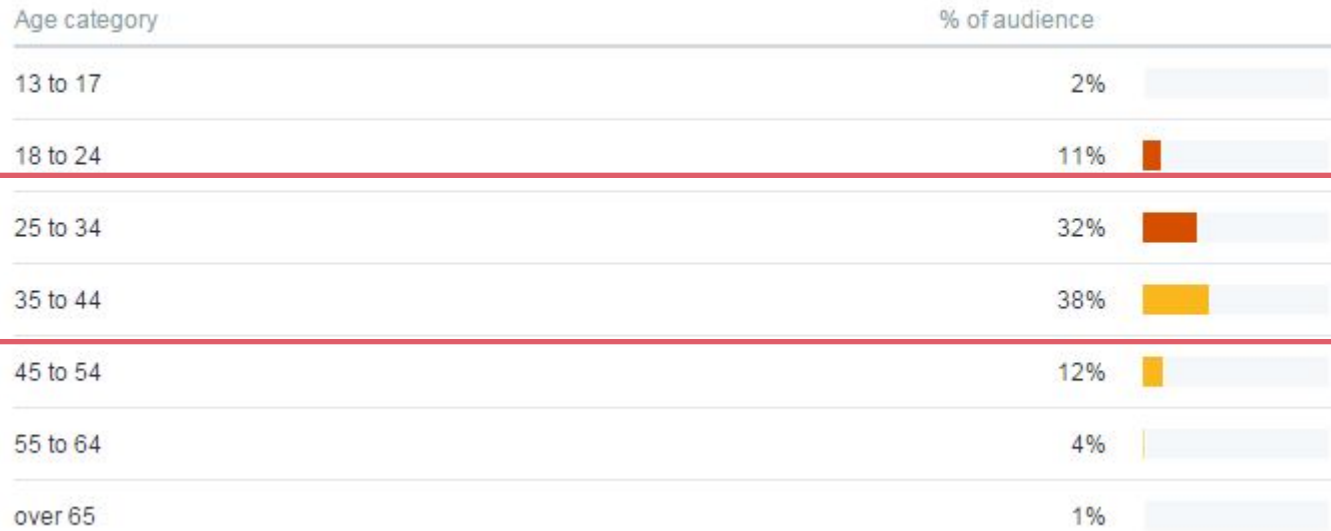 Age category % of audience
13 to 17 2%
18 to 24 11%
25 to 34 32%
35 to 44 38%
45 to 54 12%
55 to 64 4%
over 65 1%